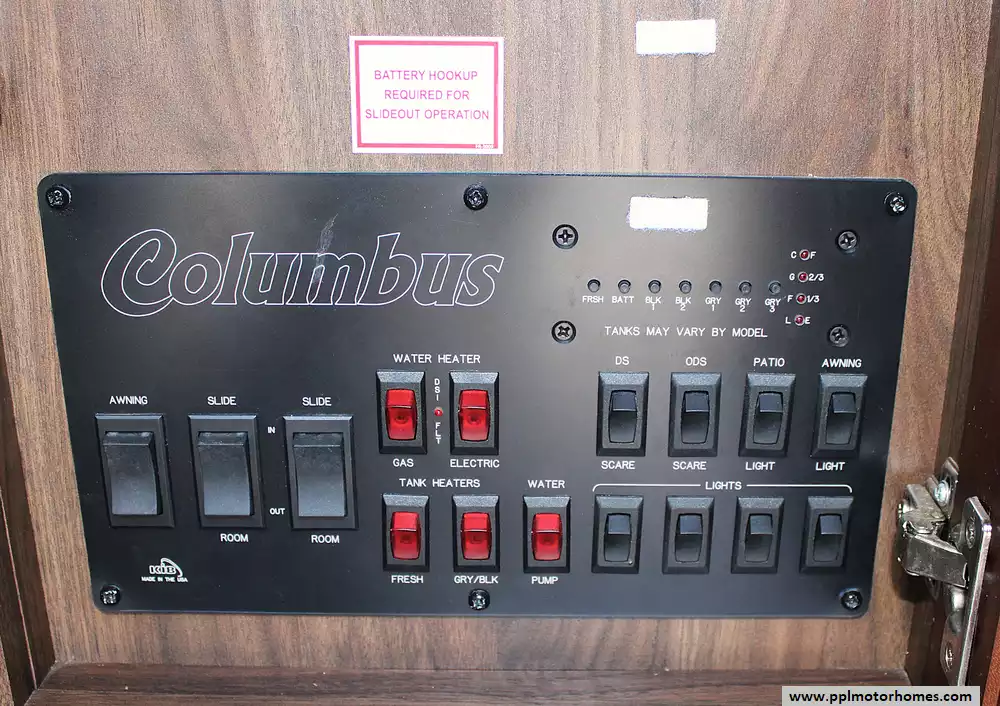 BATTERY HOOKUP
REQUIRED FOR
SLIDEOUT OPERATION
Columbus
C F
G 2/3
F 1/3
L E
FRSH BATT BLK 1 BLK 2 GRY 1 GRY 2 GRY 3
TANKS MAY VARY BY MODEL
WATER HEATER
DSI FLT
GAS ELECTRIC
DS ODS PATIO AWNING
SCARE SCARE LIGHT LIGHT
AWNING SLIDE SLIDE
IN
OUT
ROOM ROOM
TANK HEATERS WATER
FRESH GRY/BLK PUMP
LIGHTS
KIB
MADE IN THE USA
www.pplmotorhomes.com